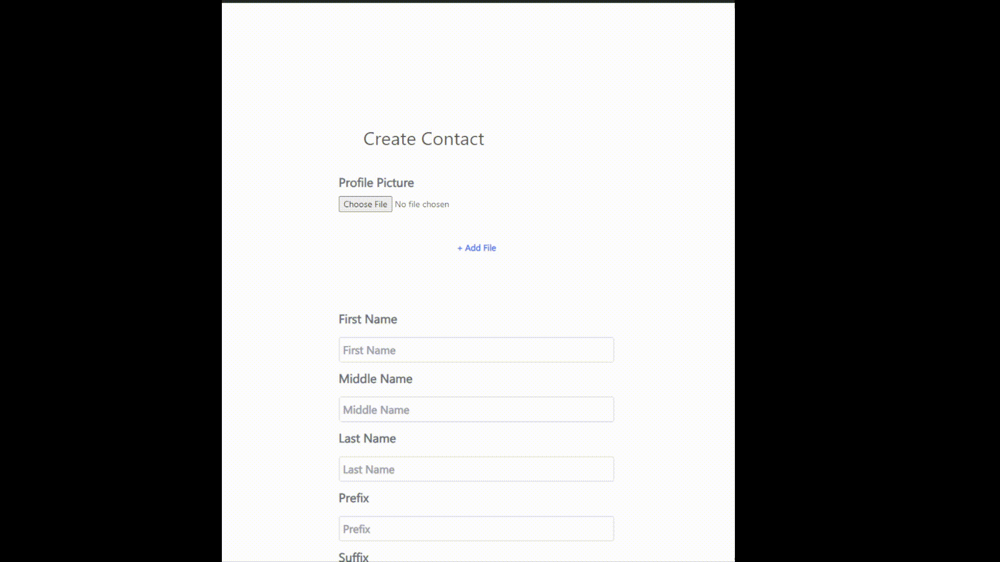 Create Contact
Profile Picture
Choose File No file chosen
+ Add File
First Name
First Name
Middle Name
Middle Name
Last Name
Last Name
Prefix
Prefix
Suffix